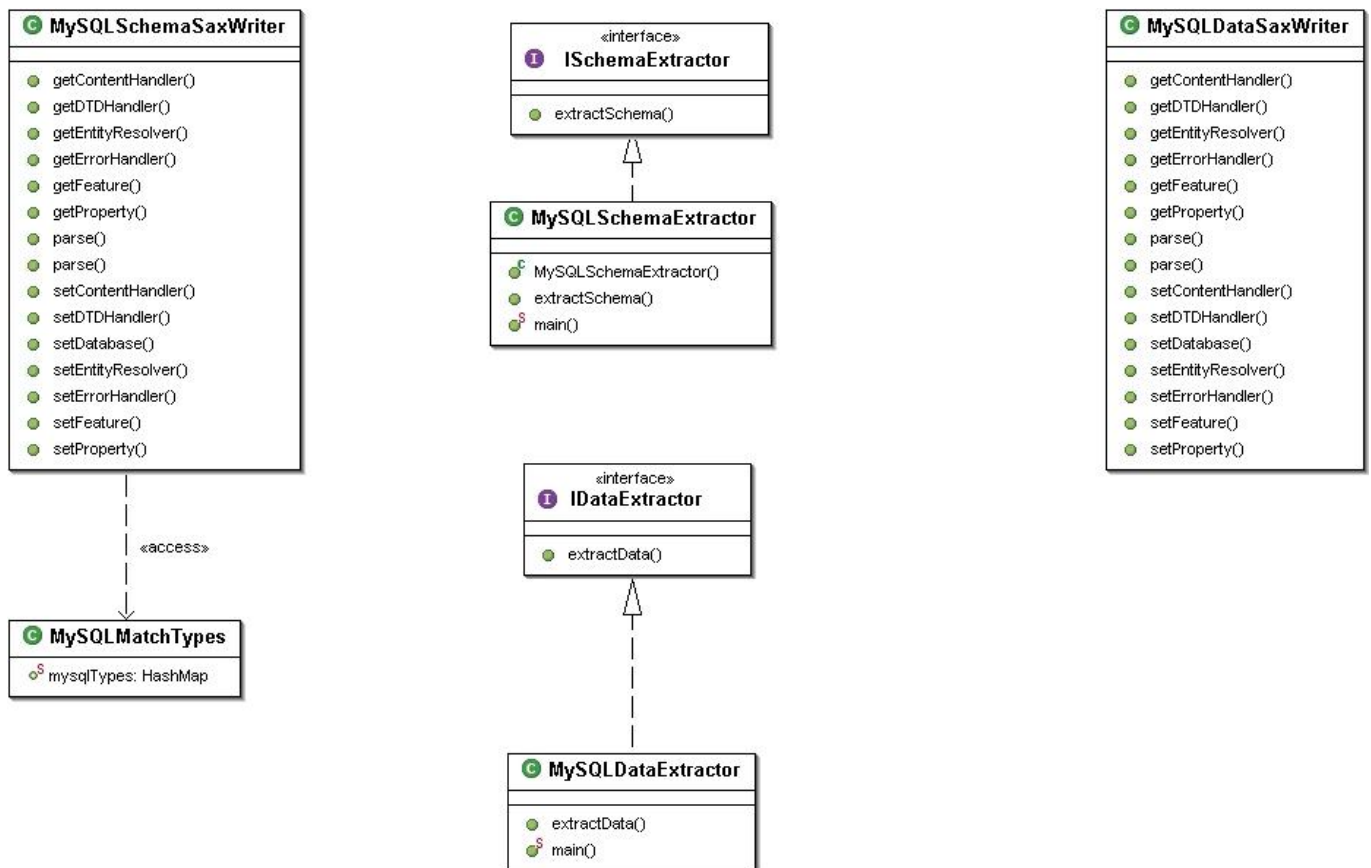 C MySQLSchemaSaxWriter
getContentHandler()
getDTDHandler()
getEntityResolver()
getErrorHandler()
getFeature()
getProperty()
parse()
parse()
setContentHandler()
setDTDHandler()
setDatabase()
setEntityResolver()
setErrorHandler()
setFeature()
setProperty()
«access»
C MySQLMatchTypes
S mysqlTypes: HashMap
«interface»
I ISchemaExtractor
extractSchema()
C MySQLSchemaExtractor
C MySQLSchemaExtractor()
extractSchema()
S main()
«interface»
I IDataExtractor
extractData()
C MySQLDataExtractor
extractData()
S main()
C MySQLDataSaxWriter
getContentHandler()
getDTDHandler()
getEntityResolver()
getErrorHandler()
getFeature()
getProperty()
parse()
parse()
setContentHandler()
setDTDHandler()
setDatabase()
setEntityResolver()
setErrorHandler()
setFeature()
setProperty()